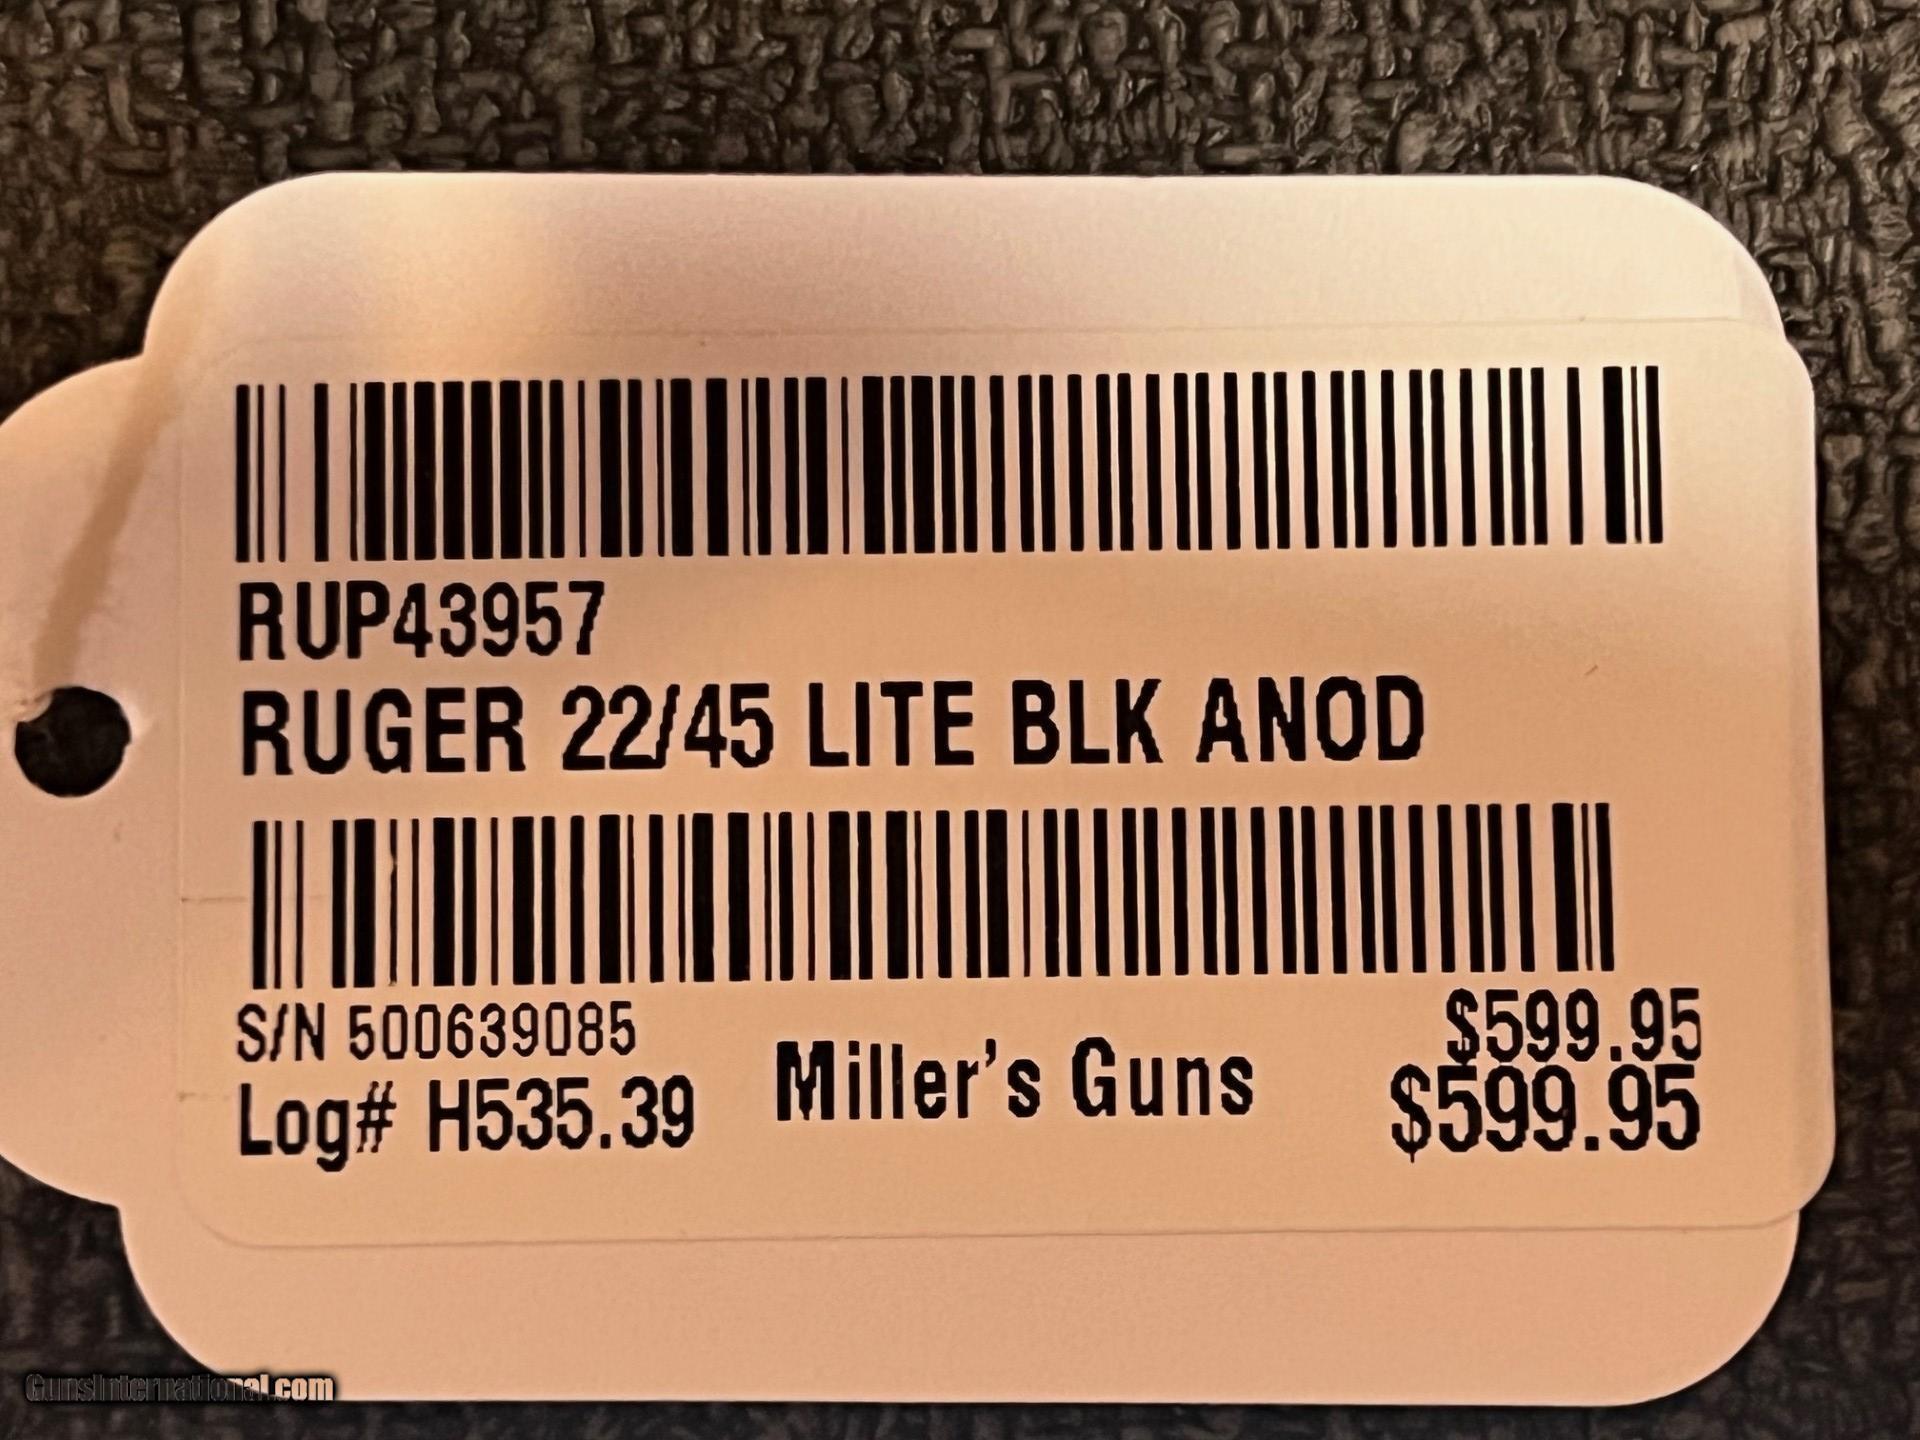 RUP43957
RUGER 22/45 LITE BLK ANOD
S/N 500639085
$599.95
Log# H535.39
Miller's Guns
$599.95
GunsInternational.com